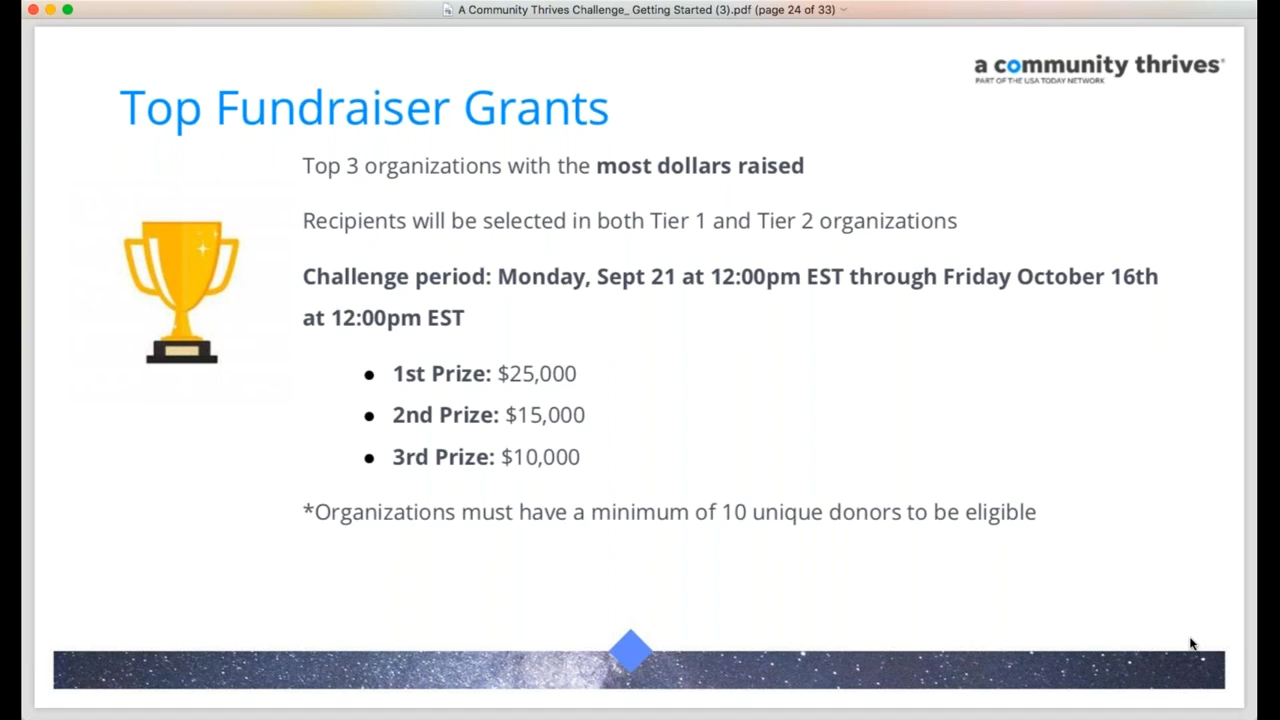 A Community Thrives Challenge_ Getting Started (3).pdf (page 24 of 33)
a community thrives
PART OF THE USA TODAY NETWORK
Top Fundraiser Grants
Top 3 organizations with the most dollars raised
Recipients will be selected in both Tier 1 and Tier 2 organizations
Challenge period: Monday, Sept 21 at 12:00pm EST through Friday October 16th
at 12:00pm EST
● 1st Prize: $25,000
● 2nd Prize: $15,000
● 3rd Prize: $10,000
*Organizations must have a minimum of 10 unique donors to be eligible